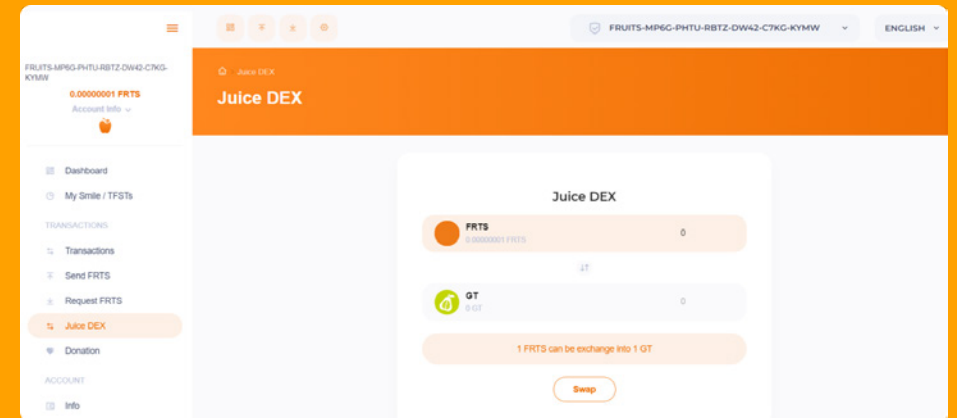 FRUITS-MP6G-PHTU-RBTZ-DW42-C7KG-KYMW
ENGLISH
FRUITS-MP6G-PHTU-RBTZ-DW42-C7KG-
KYMW
0.00000001 FRTS
Account Info
Juice DEX
Juice DEX
Dashboard
My Smile / TFSTs
TRANSACTIONS
Transactions
Send FRTS
Request FRTS
Juice DEX
Donation
ACCOUNT
Info
Juice DEX
FRTS
0.00000001 FRTS
0
GT
0 GT
0
1 FRTS can be exchange into 1 GT
Swap